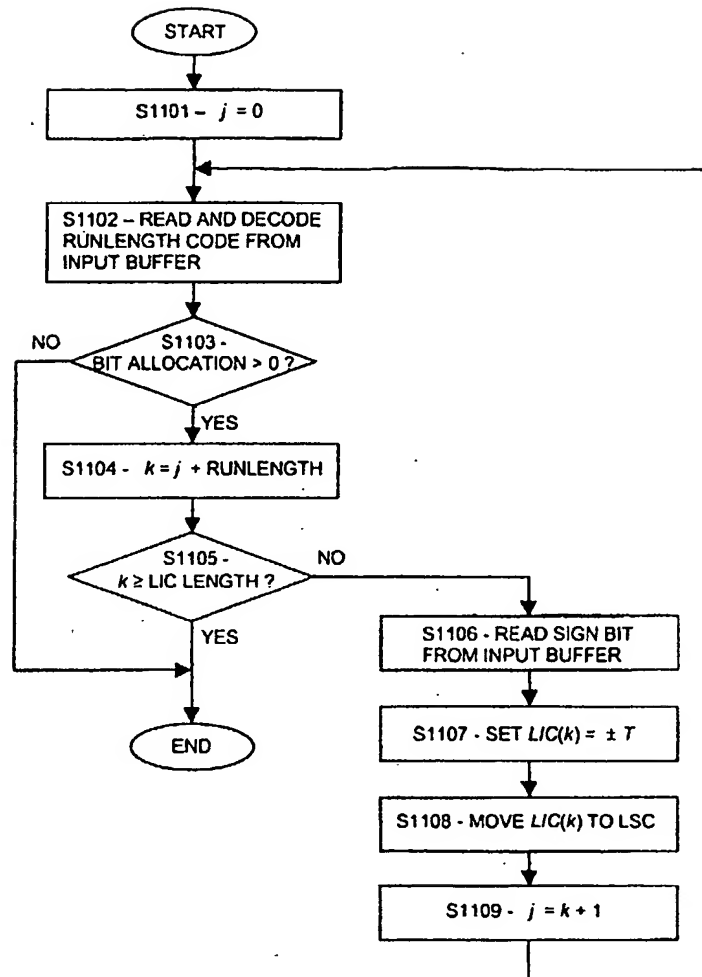 START
S1101 – j = 0
S1102 – READ AND DECODE
RUNLENGTH CODE FROM
INPUT BUFFER
NO
S1103 -
BIT ALLOCATION > 0 ?
YES
S1104 - k = j + RUNLENGTH
S1105 -
k ≥ LIC LENGTH ?
NO
YES
S1106 - READ SIGN BIT
FROM INPUT BUFFER
S1107 - SET LIC(k) = ± T
END
S1108 - MOVE LIC(k) TO LSC
S1109 - j = k + 1